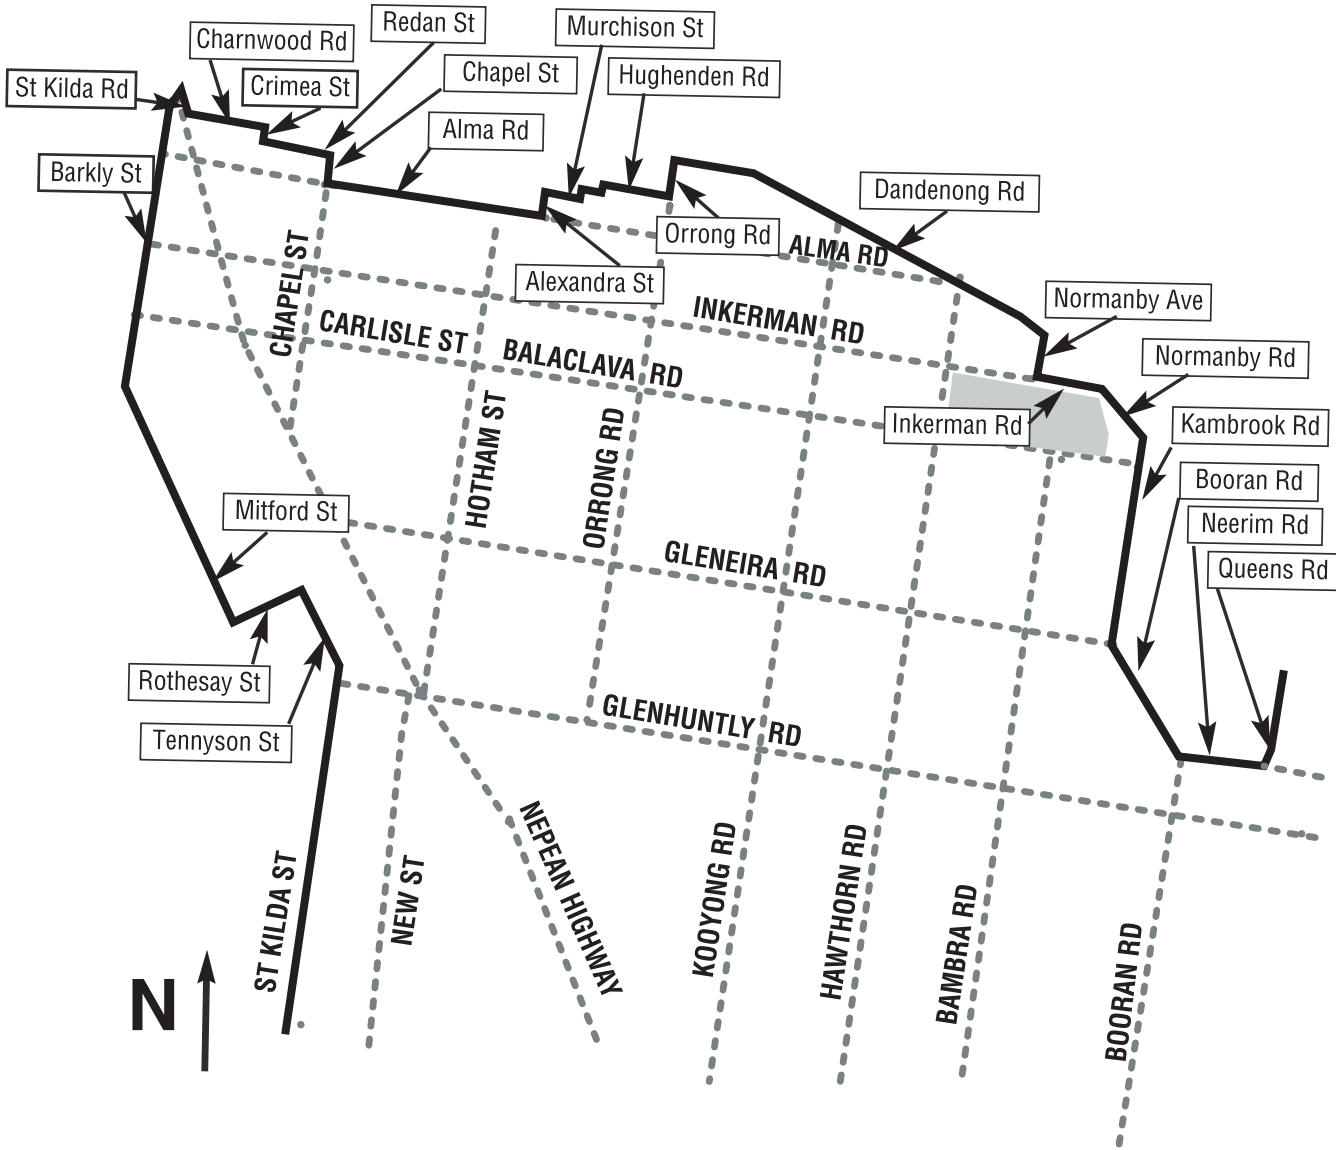 Redan St
Murchison St
Charnwood Rd
Chapel St
Hughenden Rd
St Kilda Rd
Crimea St
Alma Rd
Barkly St
Dandenong Rd
Orrong Rd
ALMA RD
Alexandra St
CHAPEL ST
Normanby Ave
INKERMAN RD
CARLISLE ST
BALACLAVA RD
Normanby Rd
Inkerman Rd
Kambrook Rd
HOTHAM ST
ORRONG RD
Booran Rd
Mitford St
Neerim Rd
GLENEIRA RD
Queens Rd
Rothesay St
GLENHUNTLY RD
Tennyson St
ST KILDA ST
NEW ST
NEPEAN HIGHWAY
KOOYONG RD
HAWTHORN RD
BAMBRA RD
BOORAN RD
N